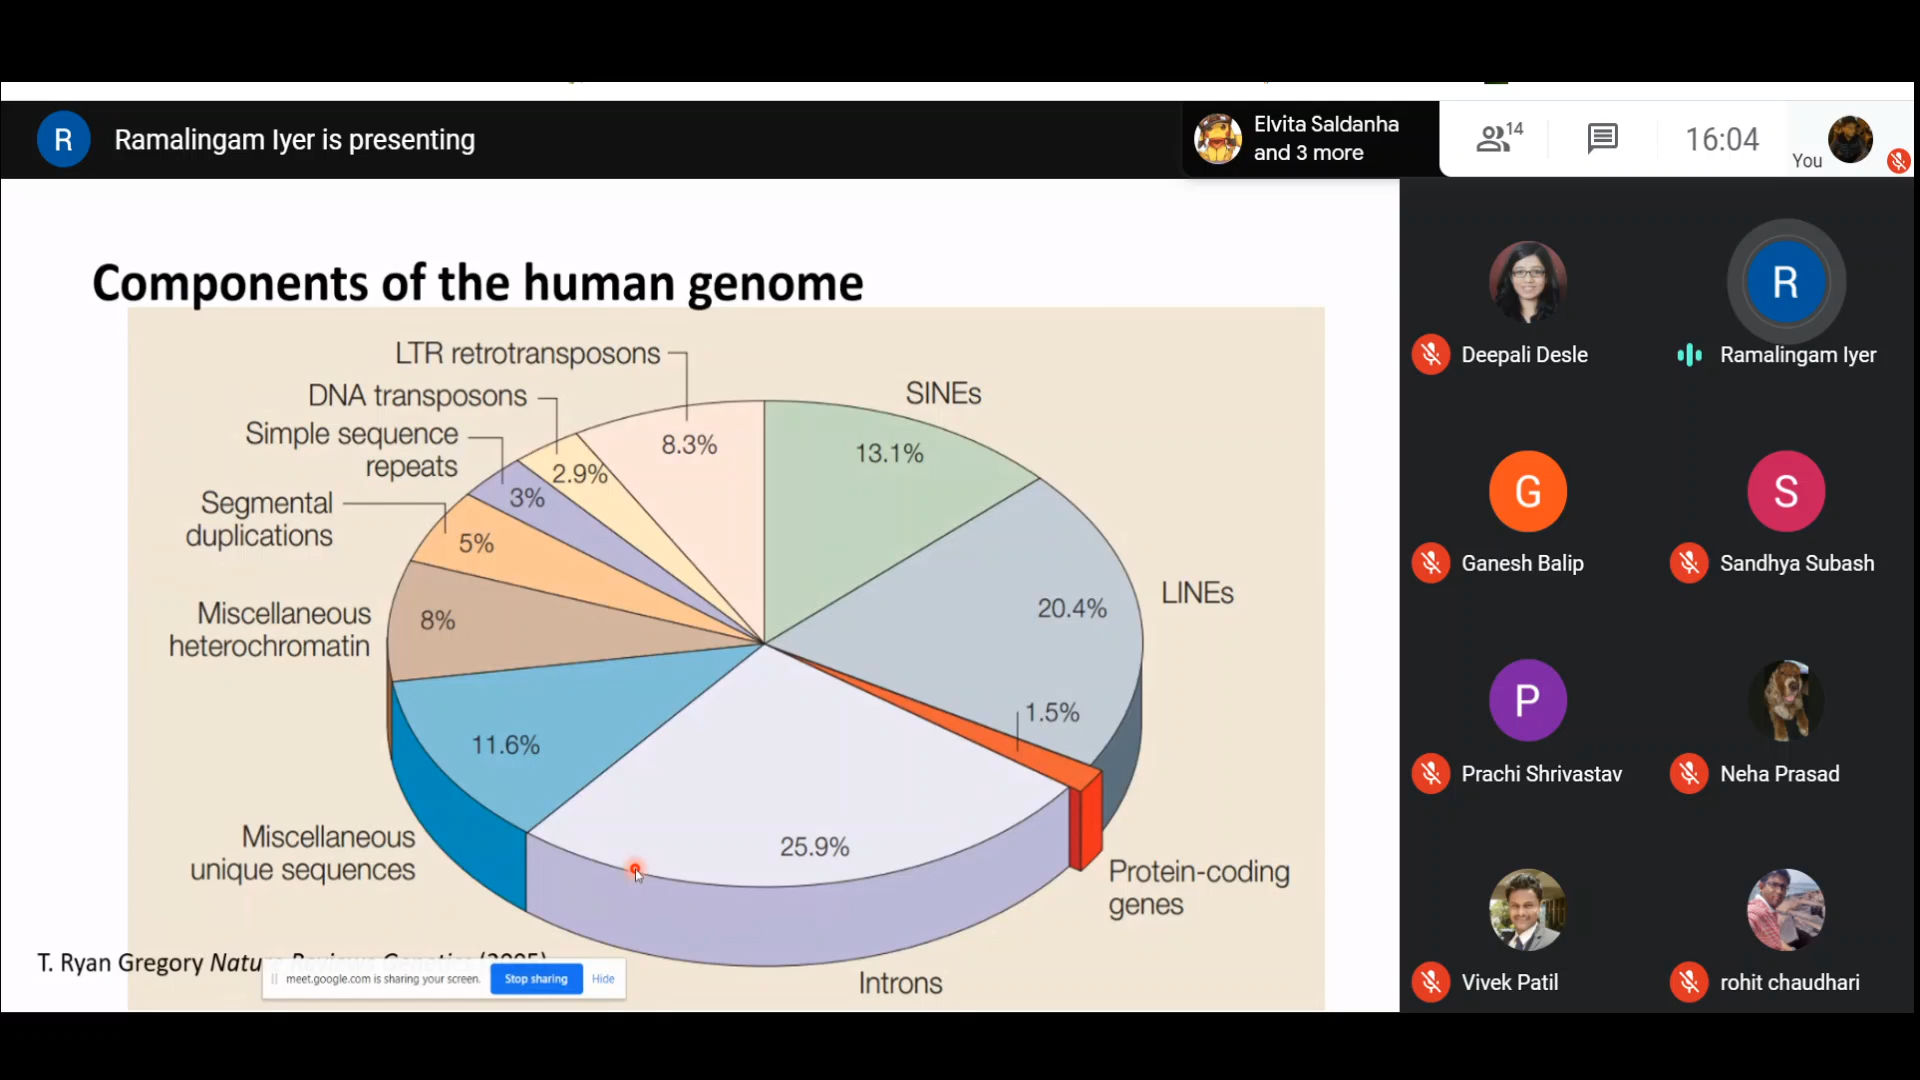 R
Ramalingam Iyer is presenting
Elvita Saldanha
and 3 more
14
16:04
You
Components of the human genome
LTR retrotransposons
DNA transposons
Simple sequence
repeats
Segmental
duplications
Miscellaneous
heterochromatin
Miscellaneous
unique sequences
SINEs
LINEs
Protein-coding
genes
Introns
8.3%
13.1%
2.9%
3%
5%
8%
20.4%
1.5%
11.6%
25.9%
T. Ryan Gregory Nature Reviews Genetics (2005)
meet.google.com is sharing your screen.
Stop sharing
Hide
Deepali Desle
R
Ramalingam Iyer
G
Ganesh Balip
S
Sandhya Subash
P
Prachi Shrivastav
Neha Prasad
Vivek Patil
rohit chaudhari